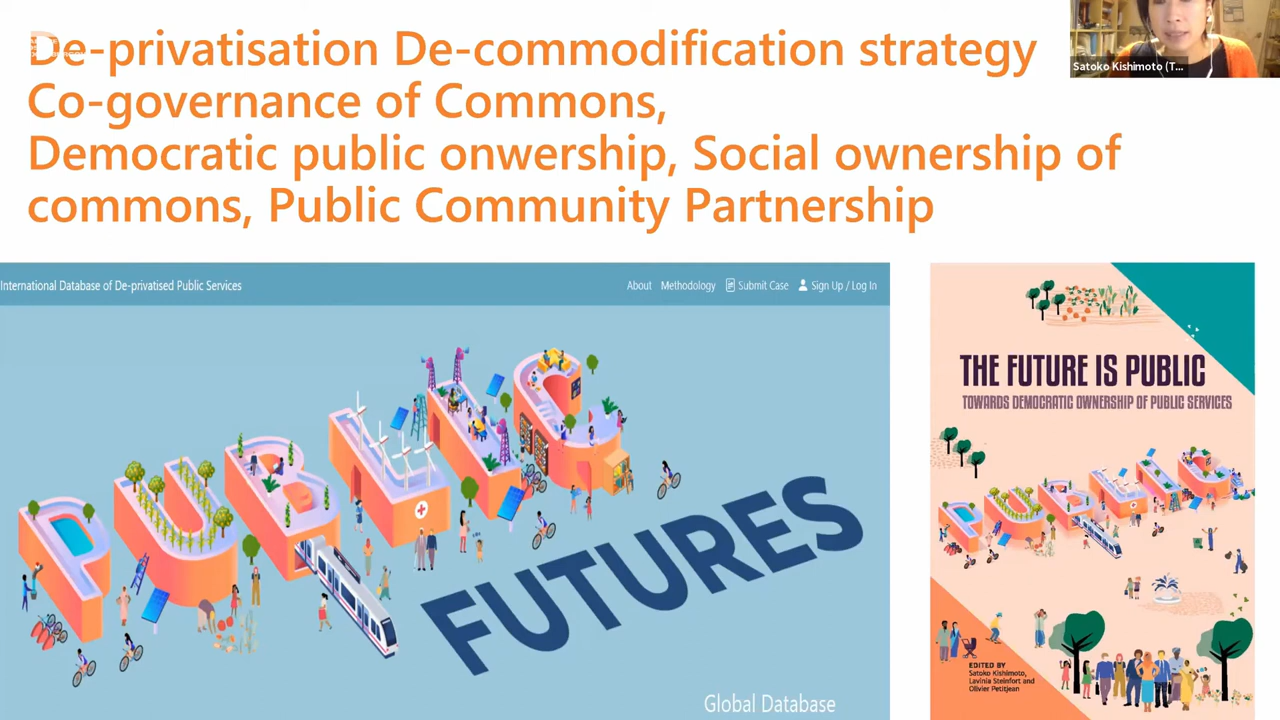 De-privatisation De-commodification strategy
Co-governance of Commons,
Democratic public onwership, Social ownership of
commons, Public Community Partnership
Satoko Kishimoto (T...
International Database of De-privatised Public Services
About Methodology Submit Case Sign Up / Log In
PUBLIC
FUTURES
Global Database
THE FUTURE IS PUBLIC
TOWARDS DEMOCRATIC OWNERSHIP OF PUBLIC SERVICES
PUBLIC
EDITED BY
Satoko Kishimoto,
Lavinia Steinfort and
Olivier Petitjean